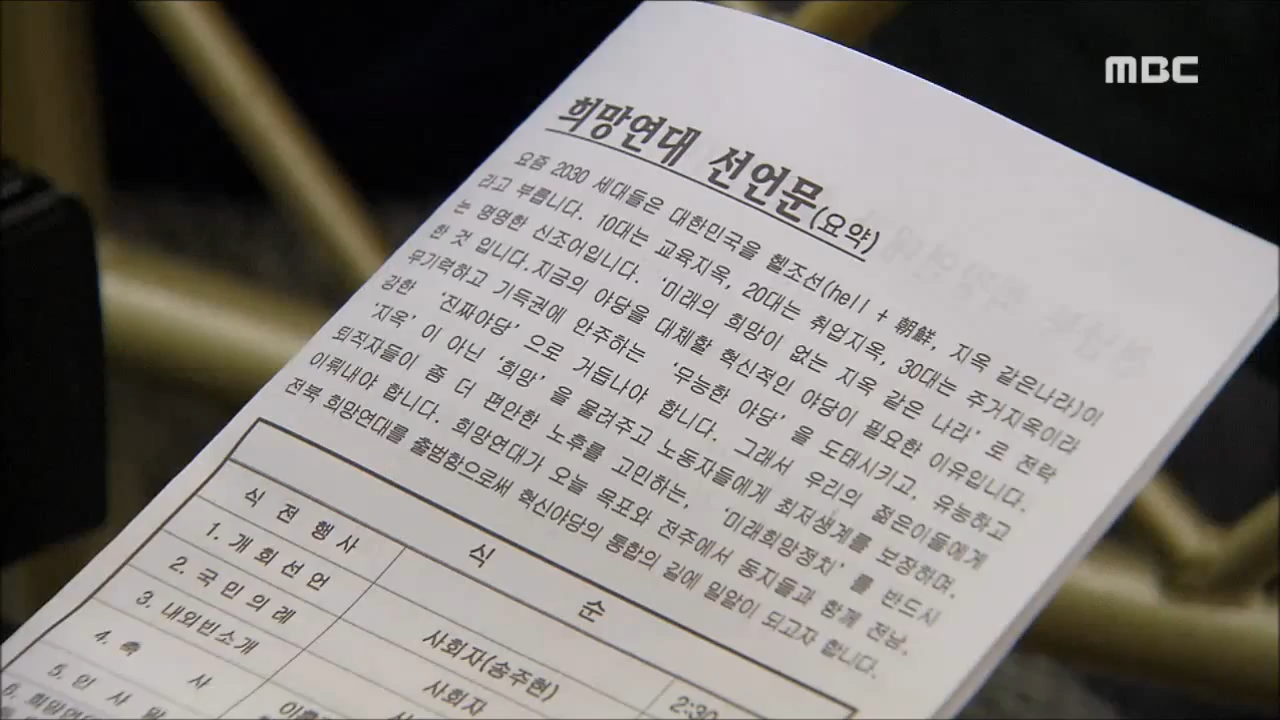 MBC
희망연대 전언문(요약)
요즘 2030 세대들은 대한민국을 헬조선(hell + 朝鮮, 지옥 같은나라)이
라고 부릅니다. 10대는 교육지옥, 20대는 취업지옥, 30대는 주거지옥이라
는 명명한 신조어입니다. '미래의 희망이 없는 지옥 같은 나라'로 전락
한 것 입니다.지금의 야당을 대체할 혁신적인 야당이 필요한 이유입니다.
무기력하고 기득권에 안주하는 '무능한 야당'을 도태시키고, 유능하고
강한 '진짜야당'으로 거듭나야 합니다. 그래서 우리의 젊은이들에게
'지옥'이 아닌 '희망'을 물려주고 노동자들에게 최저생계를 보장하며,
퇴직자들이 좀 더 편안한 노후를 고민하는, '미래희망정치'를 반드시
이뤄내야 합니다. 희망연대가 오늘 목포와 전주에서 동지들과 함께 전남,
전북 희망연대를 출범함으로써 혁신야당의 통합의 길에 밀알이 되고자 합니다.
식 순
식 전 행 사
1. 개 회 선 언 사회자(송주현) 2:30
2. 국 민 의 례 사회자
3. 내외빈소개
4. 축 사
5. 인 사 말
6. 희망연